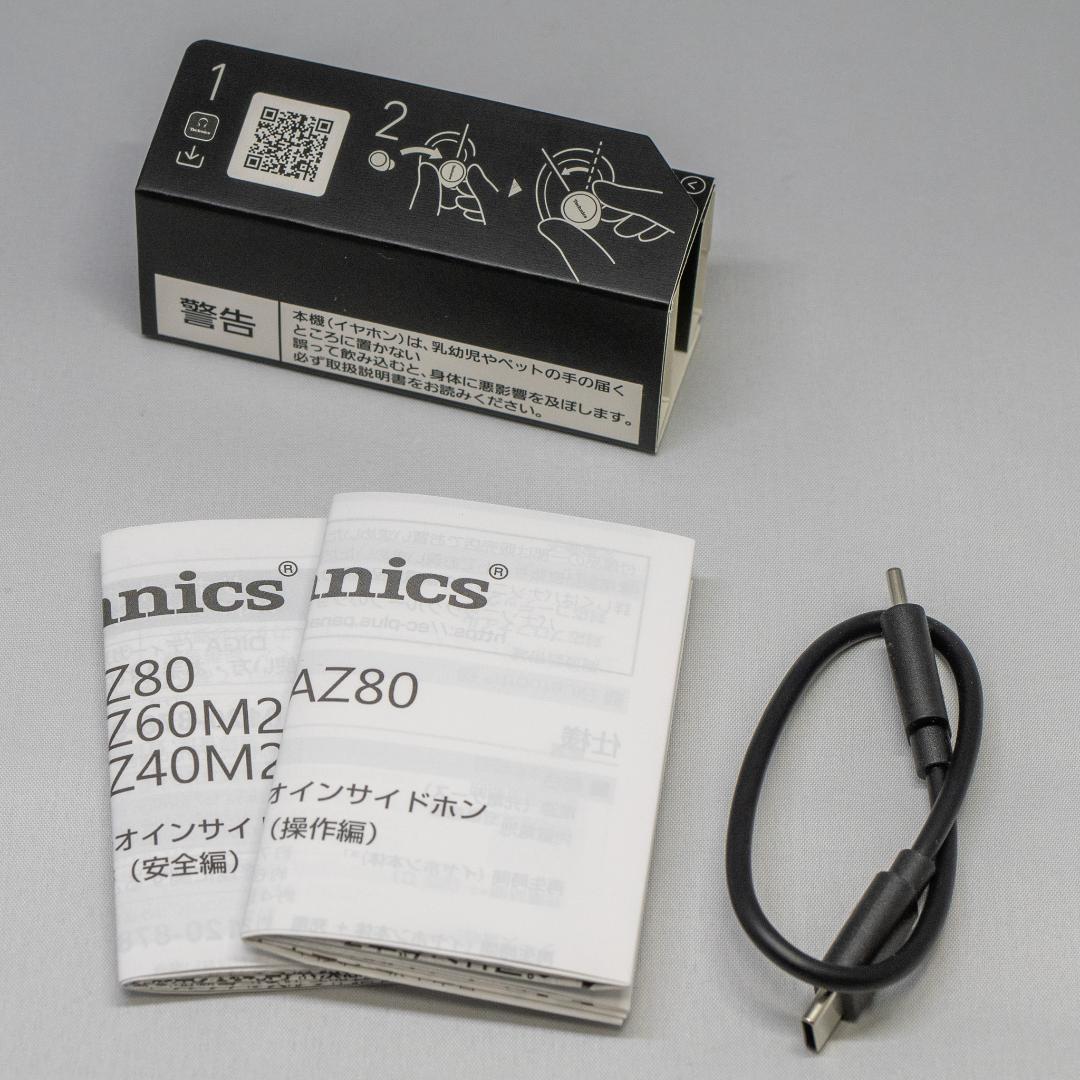 1
2
Technics
Technics
Technics
L
警告
本機(イヤホン)は、乳幼児やペットの手の届く
ところに置かない
誤って飲み込むと、身体に悪影響を及ぼします。
必ず取扱説明書をお読みください。
nics®
Z80
Z60M2
Z40M2
オインサイ
(安全編)
nics®
AZ80
オインサイドホン
(操作編)